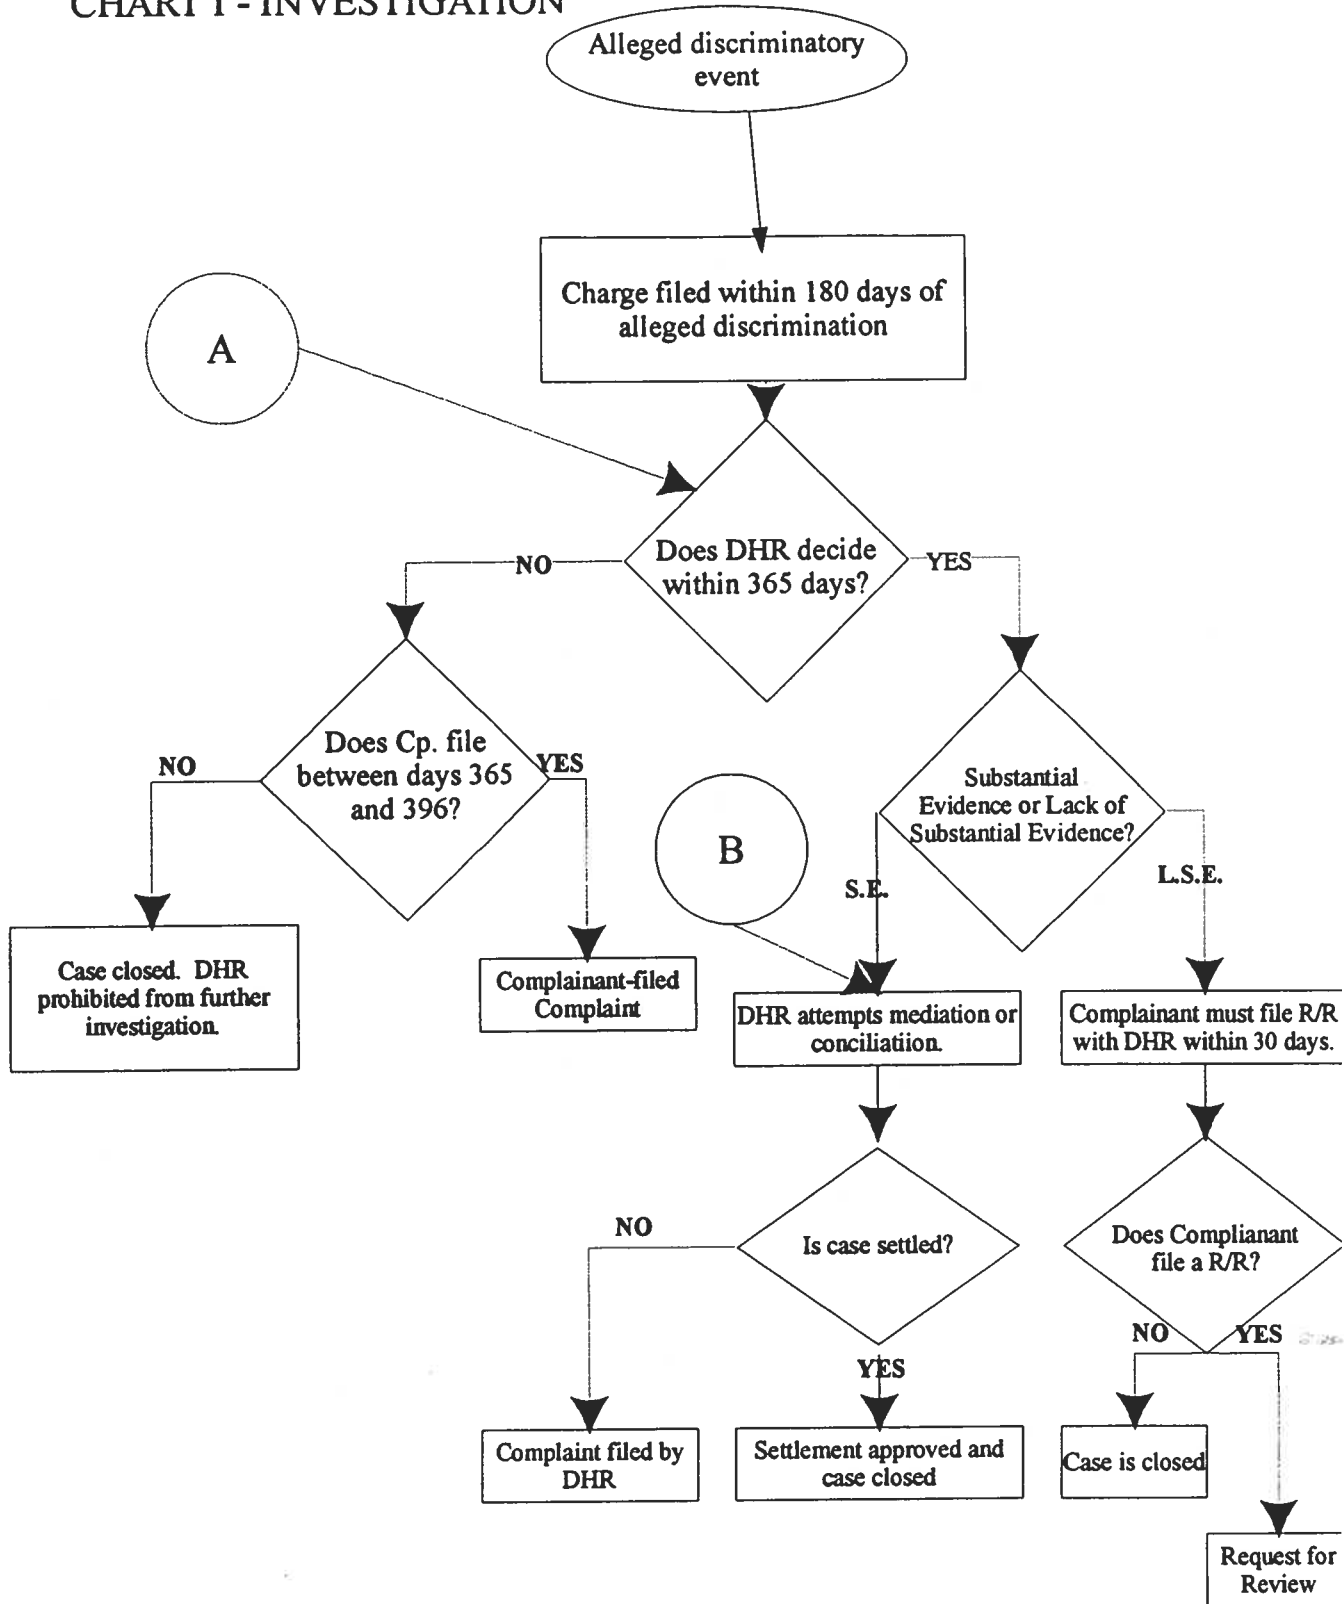 CHART 1 - INVESTIGATION
Alleged discriminatory
event
Charge filed within 180 days of
alleged discrimination
A
Does DHR decide
within 365 days?
NO
YES
Does Cp. file
between days 365
and 396?
NO
YES
Substantial
Evidence or Lack of
Substantial Evidence?
B
S.E.
L.S.E.
Case closed. DHR
prohibited from further
investigation.
Complainant-filed
Complaint
DHR attempts mediation or
conciliatiion.
Complainant must file R/R
with DHR within 30 days.
Is case settled?
NO
YES
Does Complianant
file a R/R?
NO
YES
Complaint filed by
DHR
Settlement approved and
case closed
Case is closed
Request for
Review